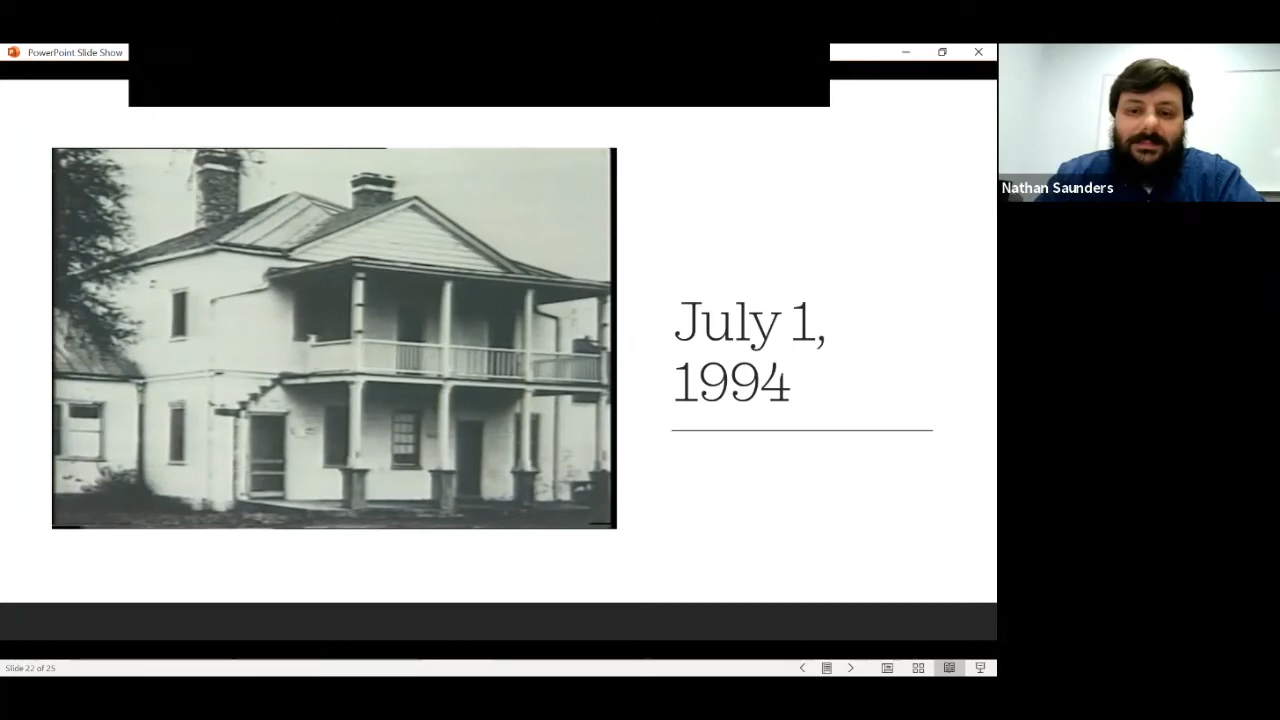 PowerPoint Slide Show
Nathan Saunders
July 1,
1994
Slide 22 of 25